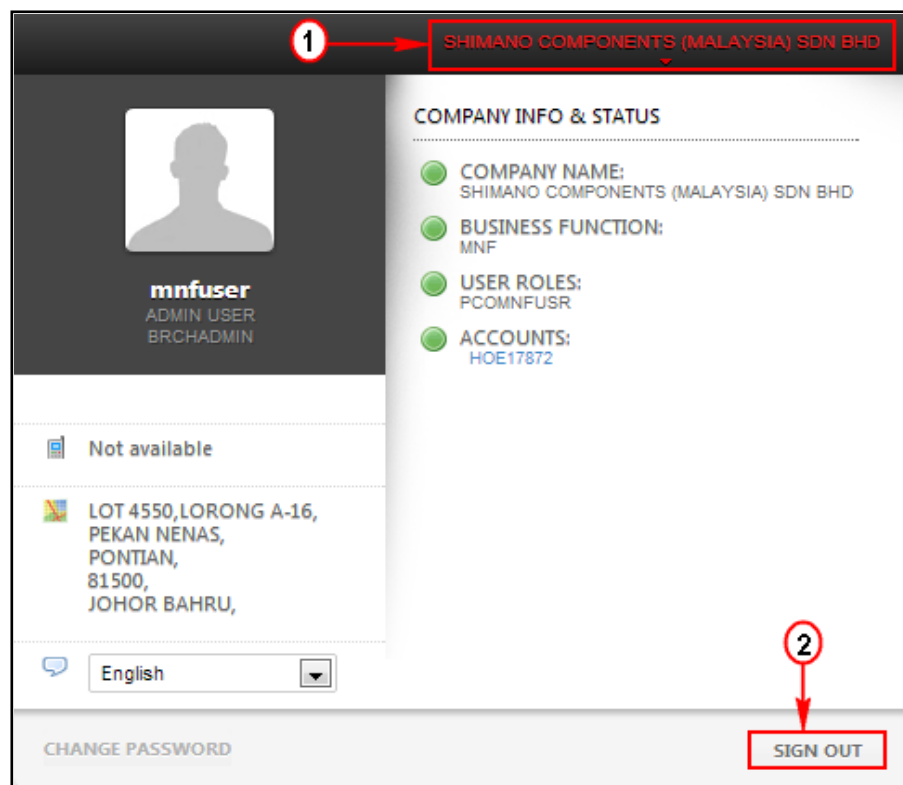 1
SHIMANO COMPONENTS (MALAYSIA) SDN BHD
mnfuser
ADMIN USER
BRCHADMIN
Not available
LOT 4550,LORONG A-16,
PEKAN NENAS,
PONTIAN,
81500,
JOHOR BAHRU,
English
COMPANY INFO & STATUS
COMPANY NAME:
SHIMANO COMPONENTS (MALAYSIA) SDN BHD
BUSINESS FUNCTION:
MNF
USER ROLES:
PCOMNFUSR
ACCOUNTS:
HOE17872
2
CHANGE PASSWORD
SIGN OUT